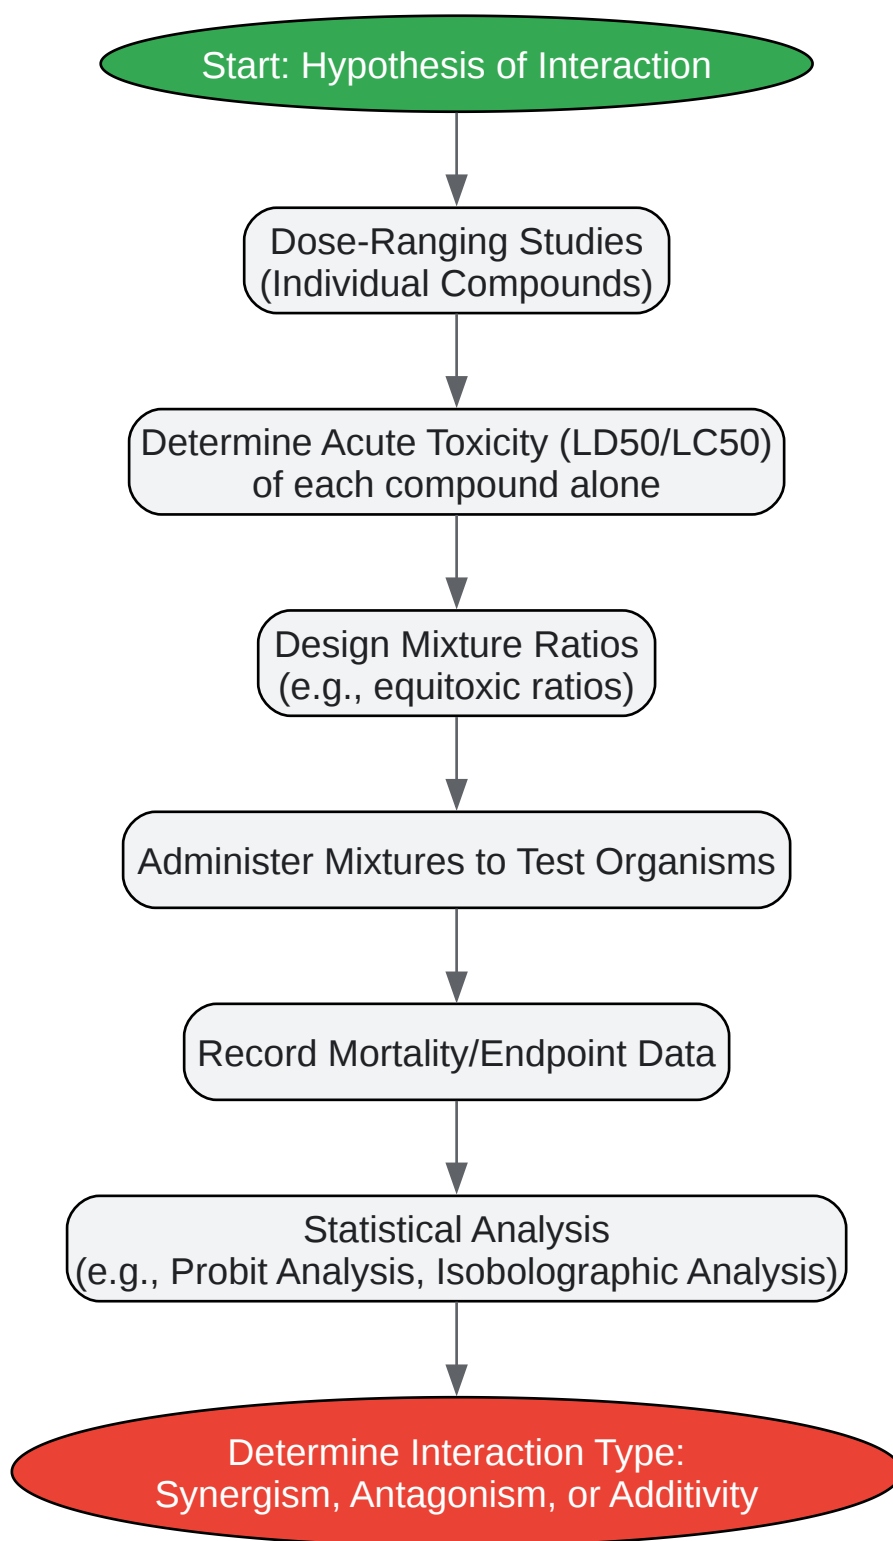 Start: Hypothesis of Interaction
Dose-Ranging Studies
(Individual Compounds)
Determine Acute Toxicity (LD50/LC50)
of each compound alone
Design Mixture Ratios
(e.g., equitoxic ratios)
Administer Mixtures to Test Organisms
Record Mortality/Endpoint Data
Statistical Analysis
(e.g., Probit Analysis, Isobolographic Analysis)
Determine Interaction Type:
Synergism, Antagonism, or Additivity